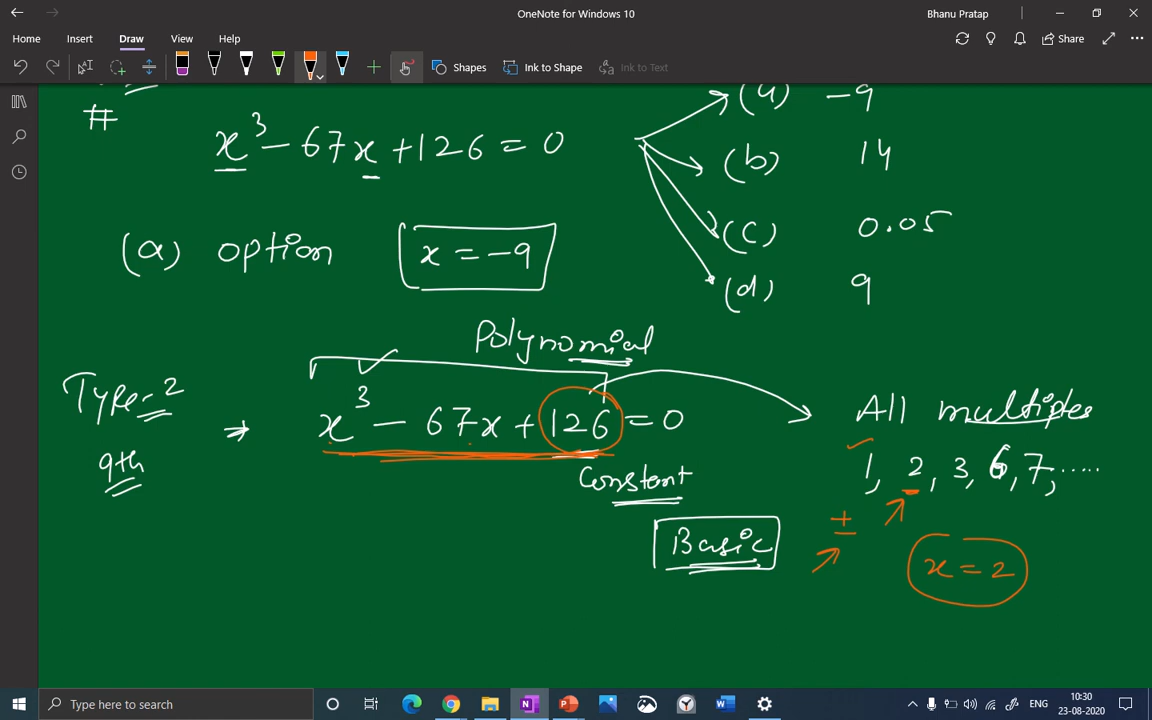 OneNote for Windows 10
Bhanu Pratap
Home Insert Draw View Help
Share
Shapes Ink to Shape Ink to Text
#
x³ - 67x + 126 = 0
(a) -9
(b) 14
(c) 0.05
(d) 9
(a) option x = -9
Polynomial
Type-2
x³ - 67x + 126 = 0
All multiples
9th
1, 2, 3, 6, 7, .....
Constant
±
Basic
x = 2
Type here to search
ENG
10:30
23-08-2020